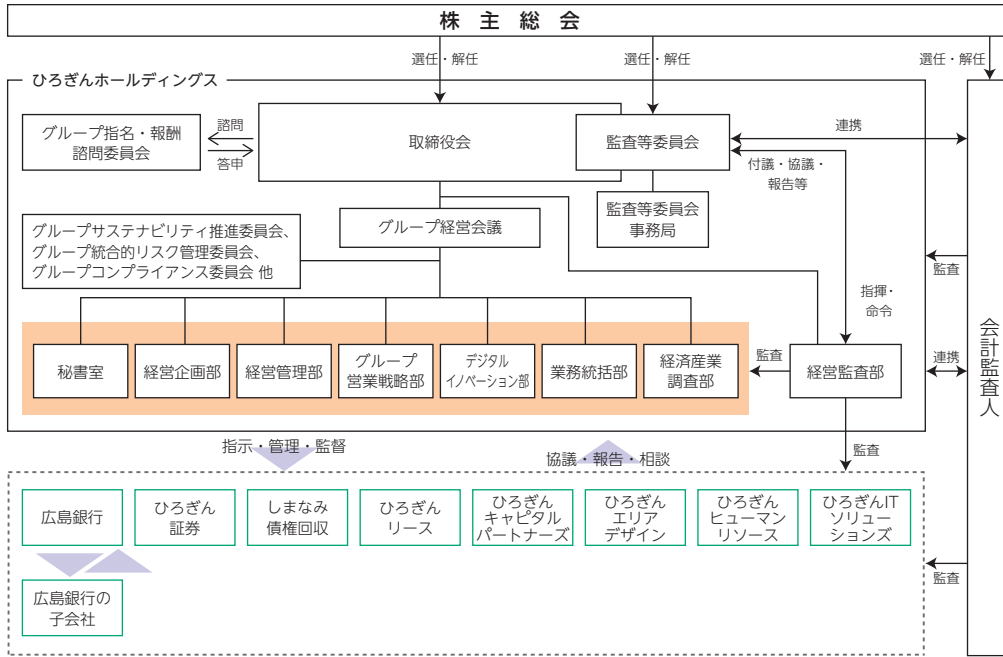 株主総会
選任・解任
選任・解任
選任・解任
ひろぎんホールディングス
グループ指名・報酬
諮問委員会
諮問
答申
取締役会
監査等委員会
連携
付議・協議・
報告等
監査等委員会
事務局
グループ経営会議
グループサステナビリティ推進委員会、
グループ統合的リスク管理委員会、
グループコンプライアンス委員会 他
監査
指揮・
命令
会計監査人
秘書室
経営企画部
経営管理部
グループ
営業戦略部
デジタル
イノベーション部
業務統括部
経済産業
調査部
監査
経営監査部
連携
指示・管理・監督
協議・報告・相談
監査
広島銀行
ひろぎん
証券
しまなみ
債権回収
ひろぎん
リース
ひろぎん
キャピタル
パートナーズ
ひろぎん
エリア
デザイン
ひろぎん
ヒューマン
リソース
ひろぎんIT
ソリュー
ションズ
監査
広島銀行の
子会社